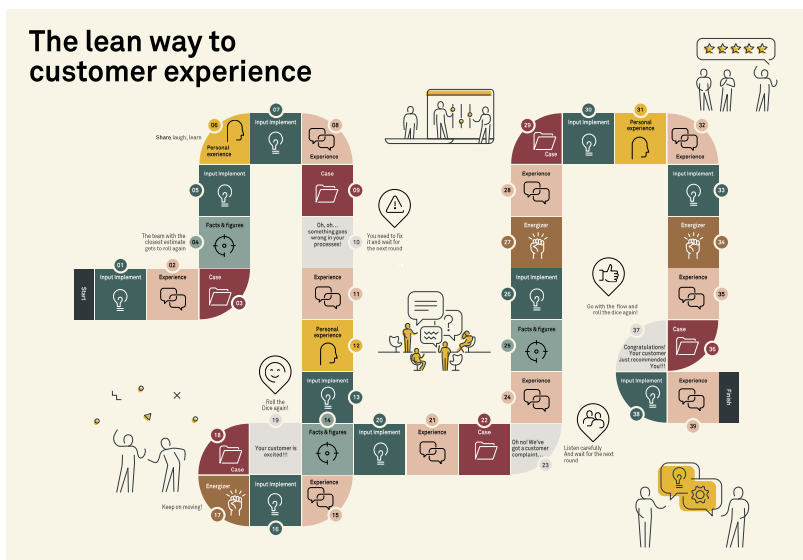 The lean way to
customer experience
Start
01
Input Implement
02
Experience
03
Case
04
Facts & figures
The team with the
closest estimate
gets to roll again
05
Input Implement
06
Personal
exerience
Share, laugh, learn
07
Input Implement
08
Experience
09
Case
10
Oh, oh...
something goes
wrong in your
processes!
You need to fix
it and wait for
the next round
11
Experience
12
Personal
experience
13
Input Implement
14
Facts & figures
15
Experience
16
Input Implement
17
Energizer
Keep on moving!
18
Case
19
Your customer is
excited!!!
Roll the
Dice again!
20
Input Implement
21
Experience
22
Case
23
Oh no! We've
got a customer
complaint...
Listen carefully
And wait for the next
round
24
Experience
25
Facts & figures
26
Input Implement
27
Energizer
28
Experience
29
Case
30
Input Implement
31
Personal
experience
32
Experience
33
Input Implement
34
Energizer
35
Experience
36
Case
37
Congratulations!
Your customer
Just recommended
You!!!
Go with the flow and
roll the dice again!
38
Input Implement
39
Experience
Finish